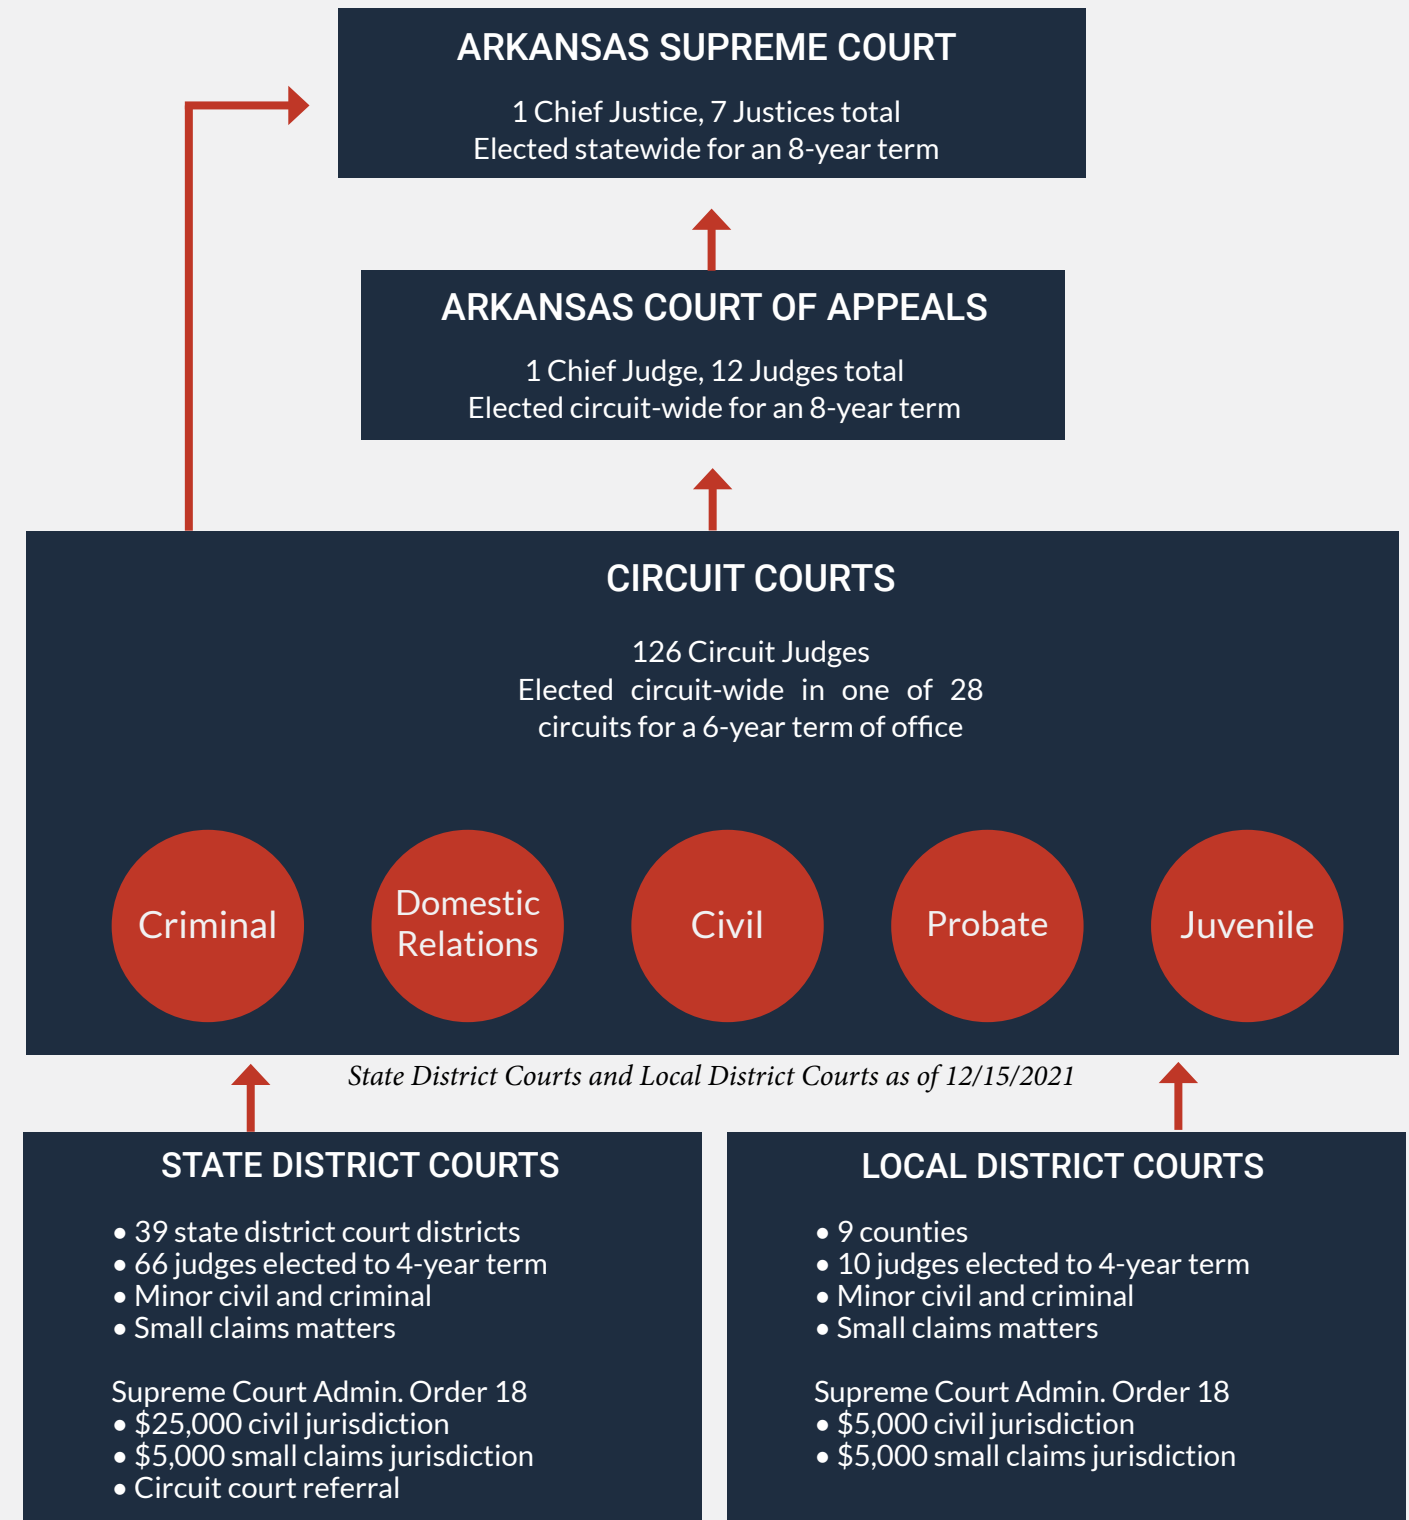 ARKANSAS SUPREME COURT
1 Chief Justice, 7 Justices total
Elected statewide for an 8-year term
ARKANSAS COURT OF APPEALS
1 Chief Judge, 12 Judges total
Elected circuit-wide for an 8-year term
CIRCUIT COURTS
126 Circuit Judges
Elected circuit-wide in one of 28
circuits for a 6-year term of office
Criminal
Domestic
Relations
Civil
Probate
Juvenile
State District Courts and Local District Courts as of 12/15/2021
STATE DISTRICT COURTS
• 39 state district court districts
• 66 judges elected to 4-year term
• Minor civil and criminal
• Small claims matters
Supreme Court Admin. Order 18
• $25,000 civil jurisdiction
• $5,000 small claims jurisdiction
• Circuit court referral
LOCAL DISTRICT COURTS
• 9 counties
• 10 judges elected to 4-year term
• Minor civil and criminal
• Small claims matters
Supreme Court Admin. Order 18
• $5,000 civil jurisdiction
• $5,000 small claims jurisdiction